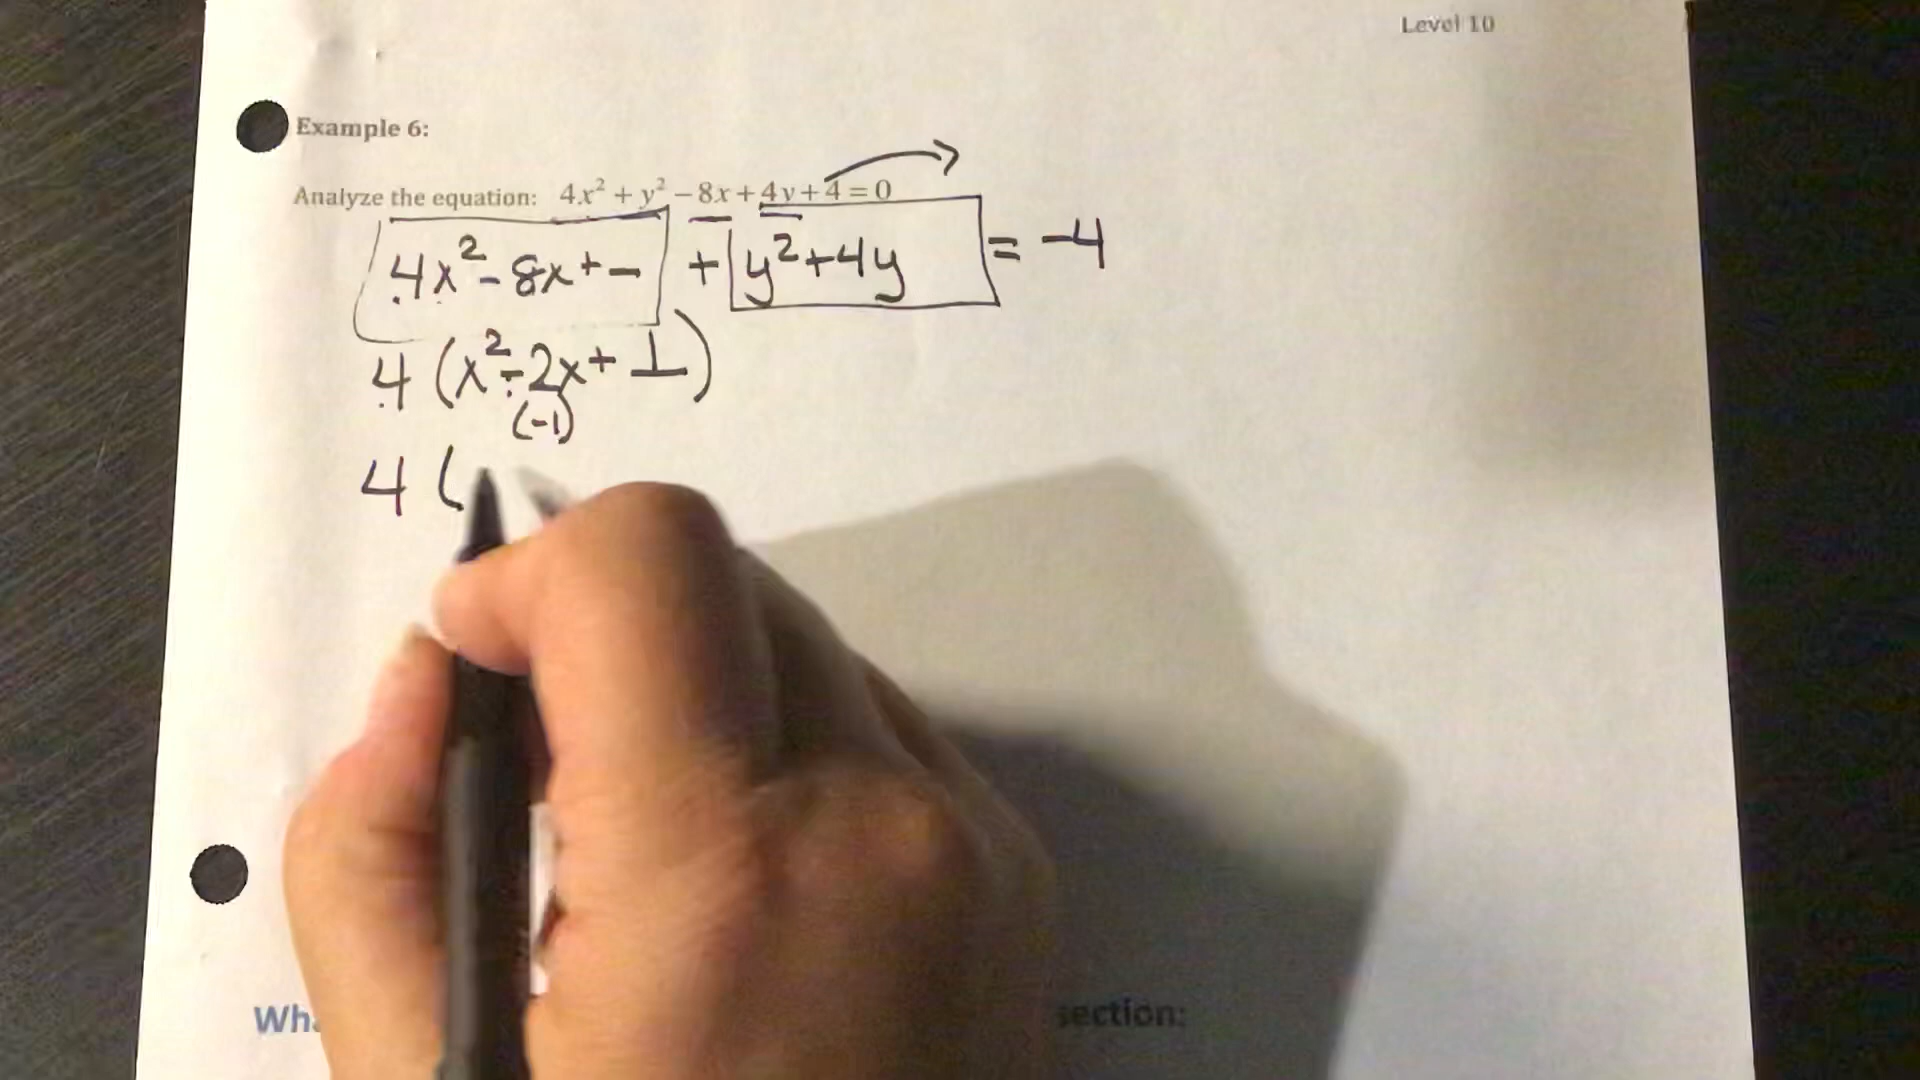 Level 10
Example 6:
Analyze the equation: 4x² + y² − 8x + 4y + 4 = 0
4x² - 8x + - + y² + 4y = -4
4 (x² - 2x + 1)
(-1)
4 (
section: